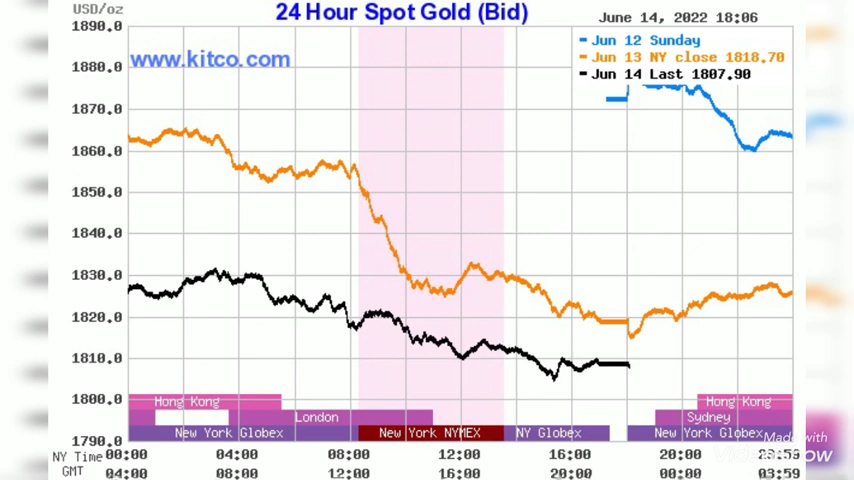 USD/oz
24 Hour Spot Gold (Bid)
June 14, 2022 18:06
www.kitco.com
Jun 12 Sunday
Jun 13 NY close 1818.70
Jun 14 Last 1807.90
1890.0
1880.0
1870.0
1860.0
1850.0
1840.0
1830.0
1820.0
1810.0
1800.0
1790.0
Hong Kong
Hong Kong
London
Sydney
New York Globex
New York NYMEX
NY Globex
New York Globex
NY Time
00:00
04:00
08:00
12:00
16:00
20:00
23:59
GMT
04:00
08:00
12:00
16:00
20:00
00:00
03:59
Made with